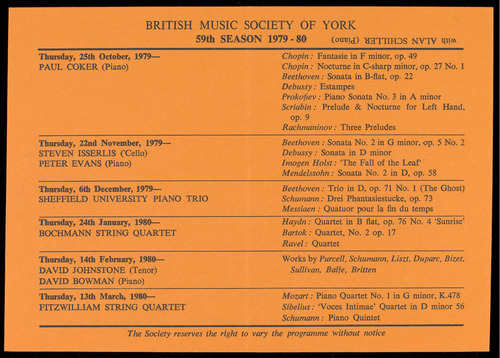 BRITISH MUSIC SOCIETY OF YORK
59th SEASON 1979 - 80
with ALAN SCHILLER (Piano)
Thursday, 25th October, 1979—
PAUL COKER (Piano)
Chopin : Fantasie in F minor, op. 49
Chopin : Nocturne in C-sharp minor, op. 27 No. 1
Beethoven : Sonata in B-flat, op. 22
Debussy : Estampes
Prokofiev : Piano Sonata No. 3 in A minor
Scriabin : Prelude & Nocturne for Left Hand,
op. 9
Rachmaninov : Three Preludes
Thursday, 22nd November, 1979—
STEVEN ISSERLIS ('Cello)
PETER EVANS (Piano)
Beethoven : Sonata No. 2 in G minor, op. 5 No. 2
Debussy : Sonata in D minor
Imogen Holst : 'The Fall of the Leaf'
Mendelssohn : Sonata No. 2 in D, op. 58
Thursday, 6th December, 1979—
SHEFFIELD UNIVERSITY PIANO TRIO
Beethoven : Trio in D, op. 71 No. 1 (The Ghost)
Schumann : Drei Phantasiestucke, op. 73
Messiaen : Quatuor pour la fin du temps
Thursday, 24th January, 1980—
BOCHMANN STRING QUARTET
Haydn : Quartet in B flat, op. 76 No. 4 'Sunrise'
Bartok : Quartet, No. 2 op. 17
Ravel : Quartet
Thursday, 14th February, 1980—
DAVID JOHNSTONE (Tenor)
DAVID BOWMAN (Piano)
Works by Purcell, Schumann, Liszt, Duparc, Bizet,
Sullivan, Balfe, Britten
Thursday, 13th March, 1980—
FITZWILLIAM STRING QUARTET
Mozart : Piano Quartet No. 1 in G minor, K.478
Sibelius : 'Voces Intimae' Quartet in D minor 56
Schumann : Piano Quintet
The Society reserves the right to vary the programme without notice